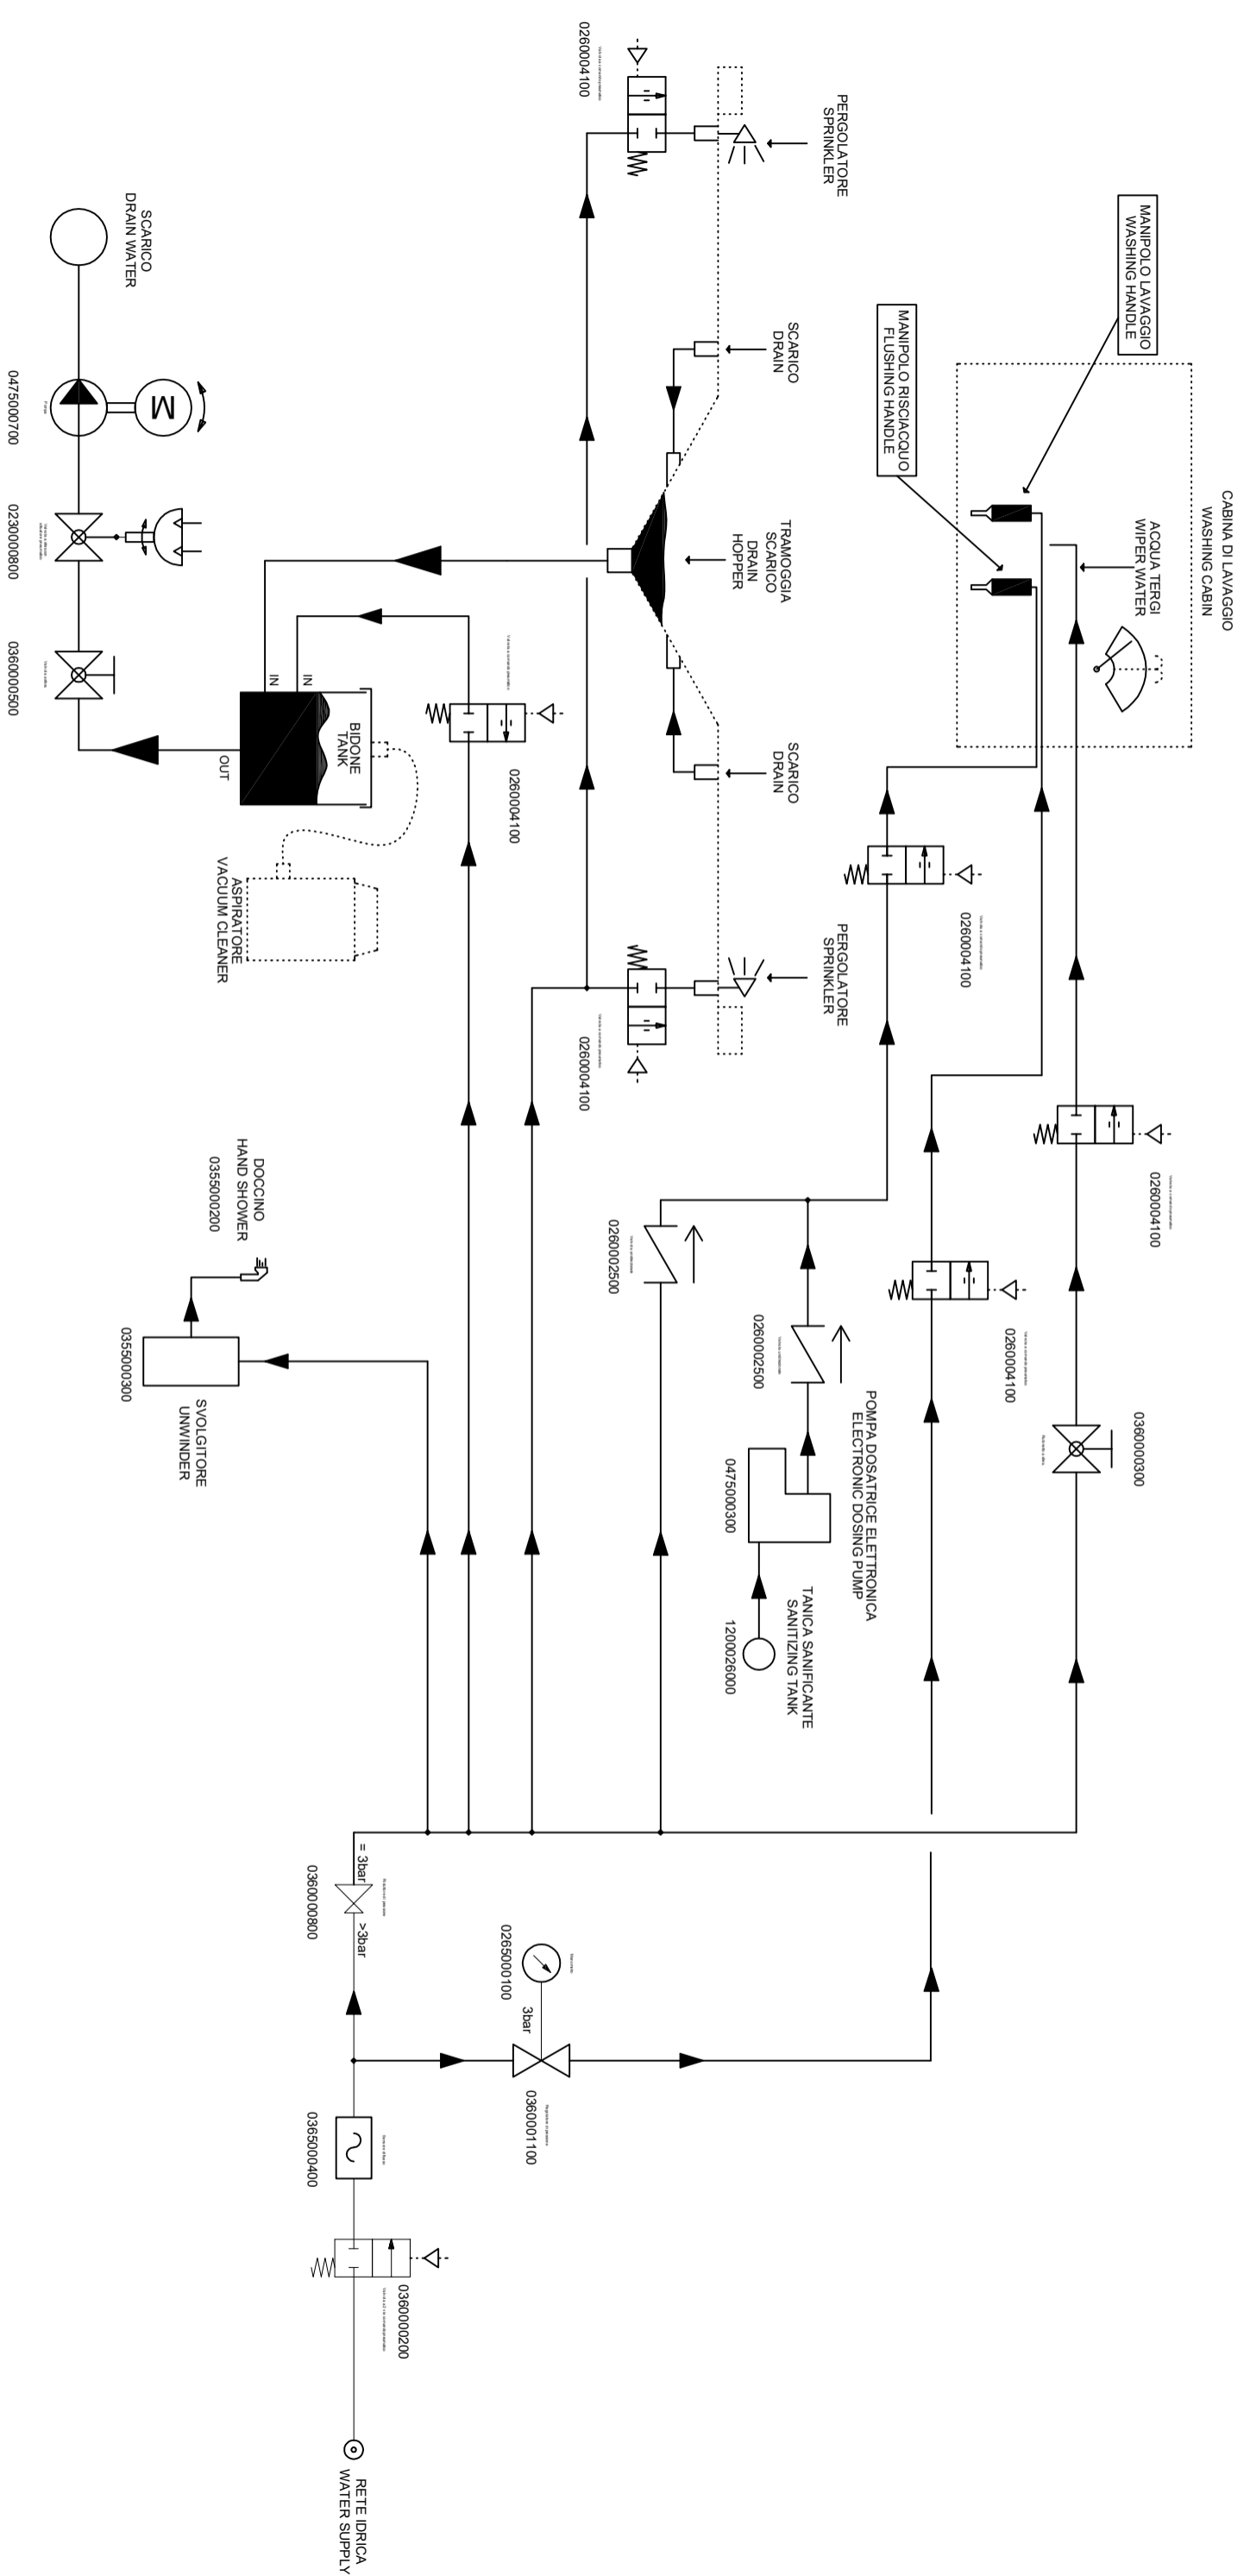 CABINA DI LAVAGGIO
WASHING CABIN
MANIPOLO LAVAGGIO
WASHING HANDLE
ACQUA TERGI
WIPER WATER
MANIPOLO RISCIACQUO
FLUSHING HANDLE
PERGOLATORE
SPRINKLER
0260004100
SCARICO
DRAIN
TRAMOGGIA
SCARICO
DRAIN
HOPPER
SCARICO
DRAIN
PERGOLATORE
SPRINKLER
0260004100
0260004100
0260004100
0260004100
0360000300
0260004100
SCARICO
DRAIN WATER
M
0475000700
0230000800
0360000500
IN
IN
OUT
BIDONE
TANK
ASPIRATORE
VACUUM CLEANER
DOCCINO
HAND SHOWER
0355000200
0355000300
SVOLGITORE
UNWINDER
0260002500
0260002500
POMPA DOSATRICE ELETTRONICA
ELECTRONIC DOSING PUMP
0475000300
TANICA SANIFICANTE
SANITIZING TANK
1200026000
= 3bar
>3bar
0360000800
0265000100
3bar
0360001100
0365000400
0360000200
RETE IDRICA
WATER SUPPLY